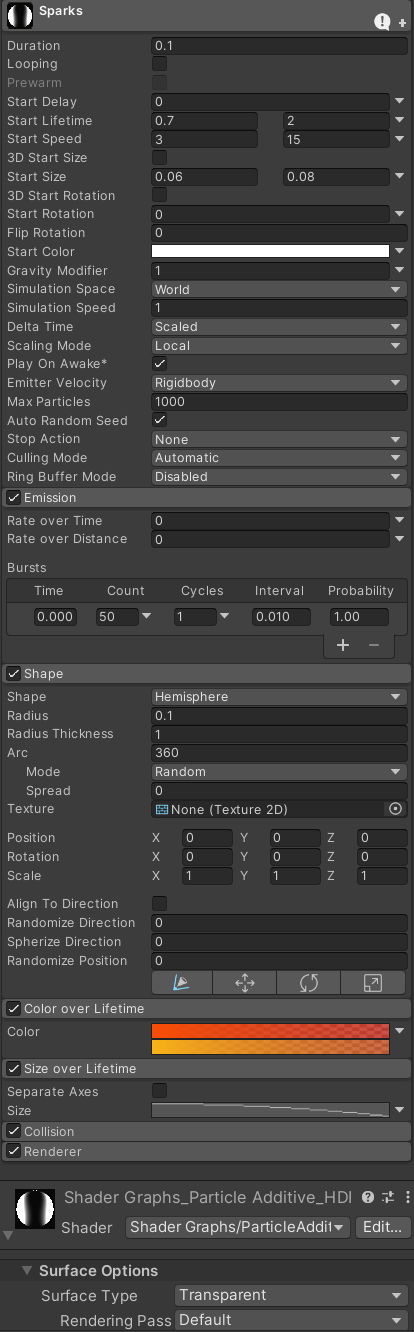 Sparks
Duration 0.1
Looping
Prewarm
Start Delay 0
Start Lifetime 0.7 2
Start Speed 3 15
3D Start Size
Start Size 0.06 0.08
3D Start Rotation
Start Rotation 0
Flip Rotation 0
Start Color
Gravity Modifier 1
Simulation Space World
Simulation Speed 1
Delta Time Scaled
Scaling Mode Local
Play On Awake*
Emitter Velocity Rigidbody
Max Particles 1000
Auto Random Seed
Stop Action None
Culling Mode Automatic
Ring Buffer Mode Disabled
Emission
Rate over Time 0
Rate over Distance 0
Bursts
Time Count Cycles Interval Probability
0.000 50 1 0.010 1.00
Shape
Shape Hemisphere
Radius 0.1
Radius Thickness 1
Arc 360
Mode Random
Spread 0
Texture None (Texture 2D)
Position X 0 Y 0 Z 0
Rotation X 0 Y 0 Z 0
Scale X 1 Y 1 Z 1
Align To Direction
Randomize Direction 0
Spherize Direction 0
Randomize Position 0
Color over Lifetime
Color
Size over Lifetime
Separate Axes
Size
Collision
Renderer
Shader Graphs_Particle Additive_HDI
Shader Shader Graphs/ParticleAddit Edit...
Surface Options
Surface Type Transparent
Rendering Pass Default